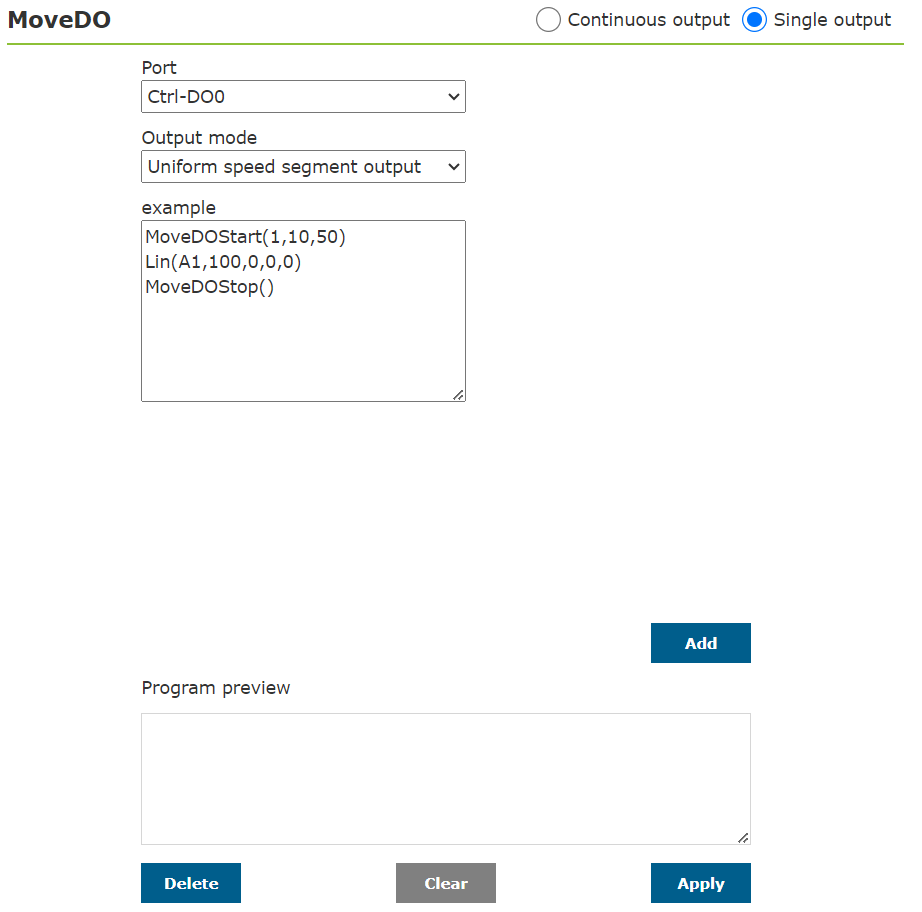 MoveDO
Continuous output
Single output
Port
Ctrl-DO0
Output mode
Uniform speed segment output
example
MoveDOStart(1,10,50)
Lin(A1,100,0,0,0)
MoveDOStop()
Add
Program preview
Delete
Clear
Apply